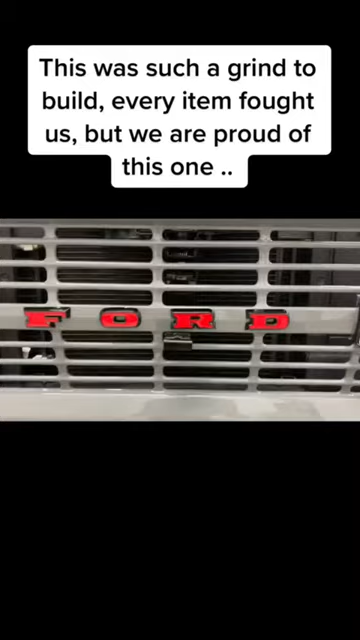 This was such a grind to
build, every item fought
us, but we are proud of
this one ..
FORD